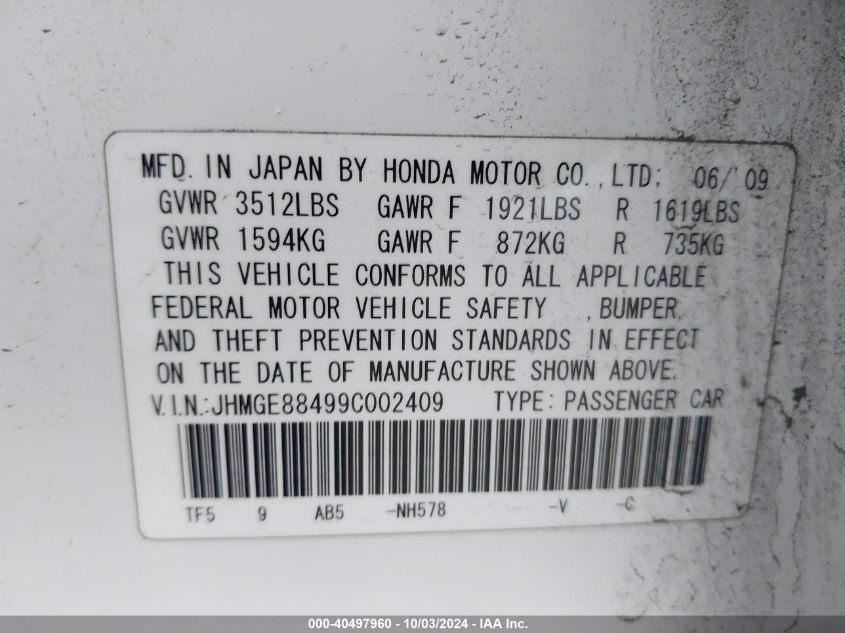 MFD. IN JAPAN BY HONDA MOTOR CO.,LTD; 06/'09
GVWR 3512LBS GAWR F 1921LBS R 1619LBS
GVWR 1594KG GAWR F 872KG R 735KG
THIS VEHICLE CONFORMS TO ALL APPLICABLE
FEDERAL MOTOR VEHICLE SAFETY ,BUMPER,
AND THEFT PREVENTION STANDARDS IN EFFECT
ON THE DATE OF MANUFACTURE SHOWN ABOVE.
V.I.N.:JHMGE88499C002409 TYPE:PASSENGER CAR
TF5 9 AB5 -NH578 -V -C
000-40497960 - 10/03/2024 - IAA Inc.